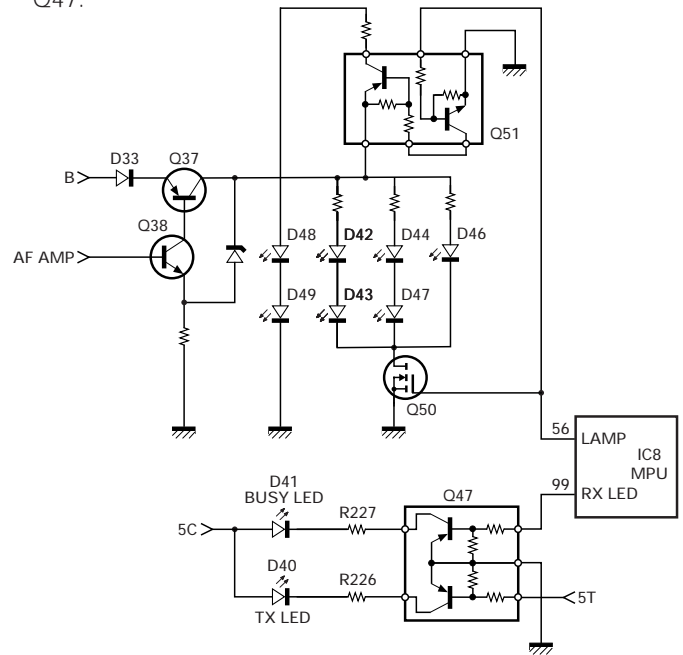 Q47.
Q51
D33
Q37
B
Q38
AF AMP
D48
D42
D44
D46
D49
D43
D47
Q50
56
LAMP
IC8
MPU
99
RX LED
D41
BUSY LED
R227
Q47
5C
D40
R226
5T
TX LED